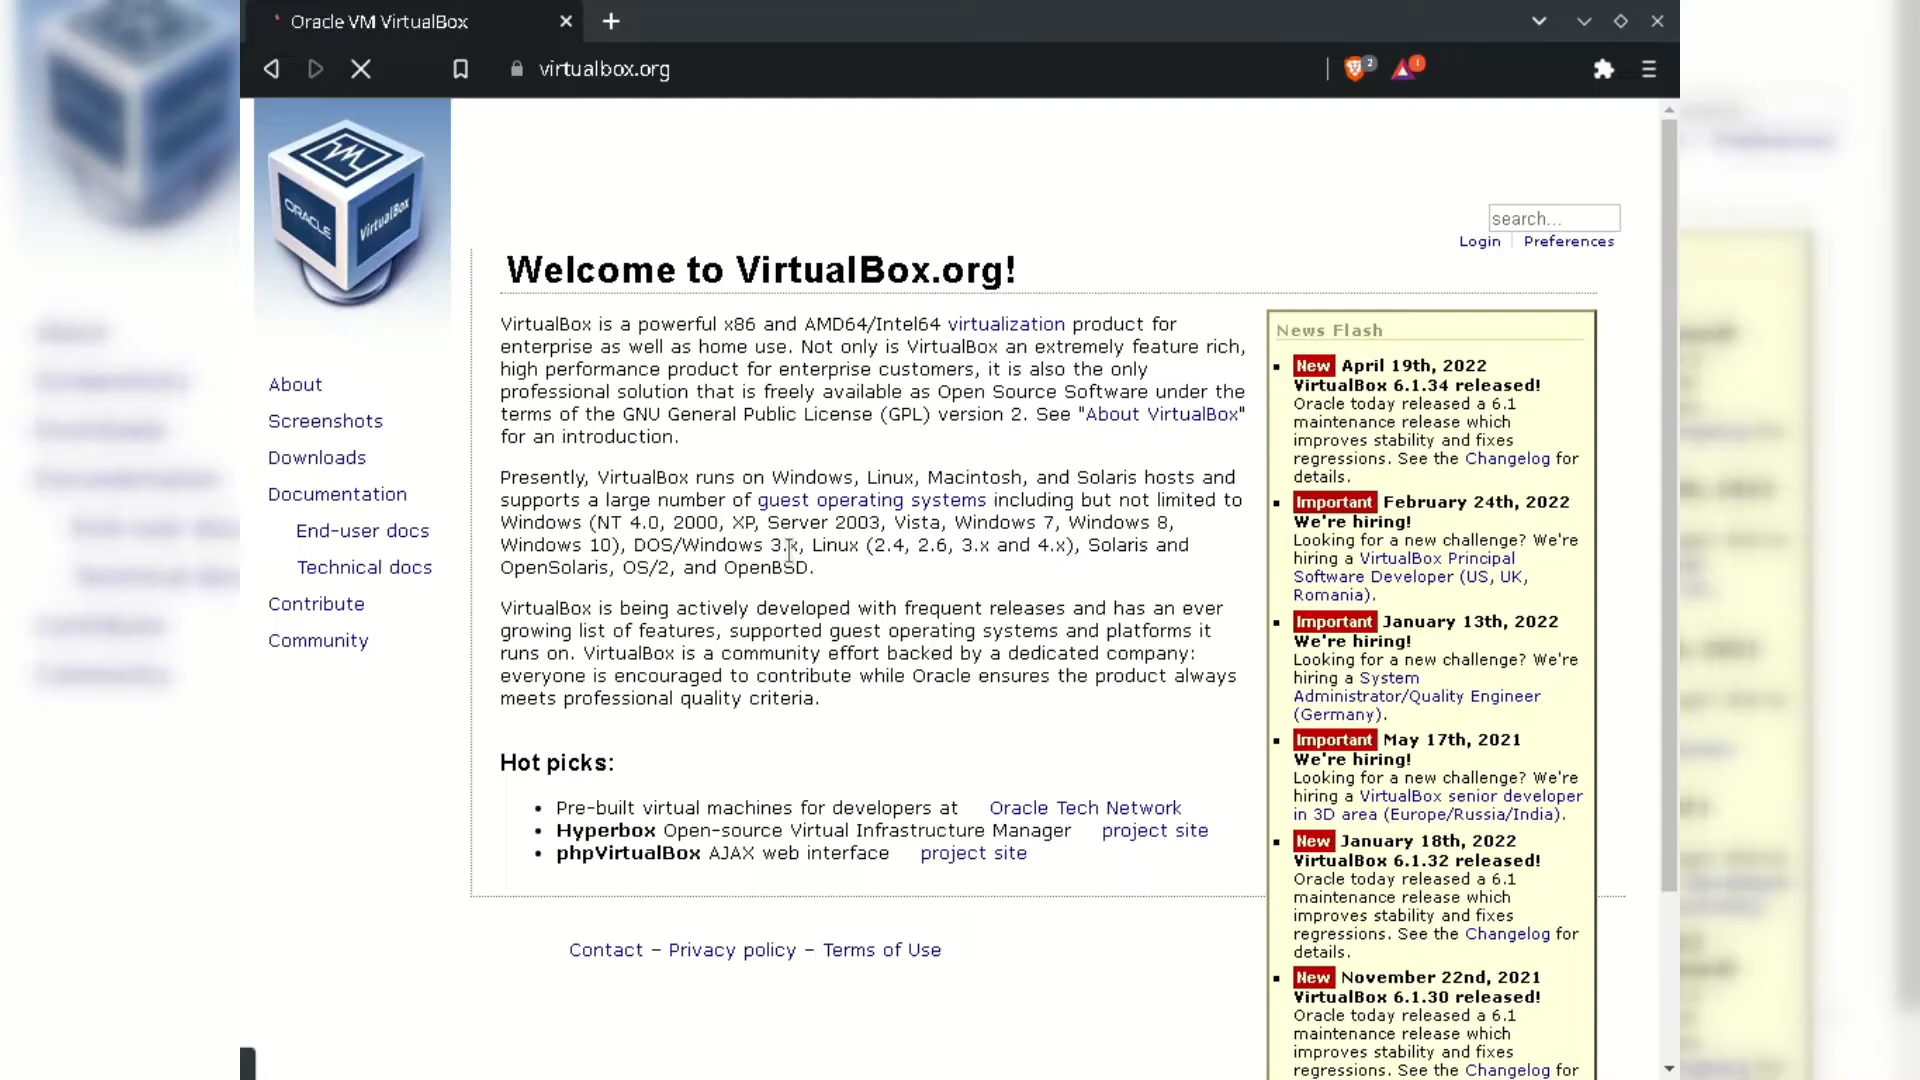 Oracle VM VirtualBox
virtualbox.org
2
1
ORACLE
VirtualBox
search...
Login
Preferences
Welcome to VirtualBox.org!
About
Screenshots
Downloads
Documentation
End-user docs
Technical docs
Contribute
Community
VirtualBox is a powerful x86 and AMD64/Intel64 virtualization product for
enterprise as well as home use. Not only is VirtualBox an extremely feature rich,
high performance product for enterprise customers, it is also the only
professional solution that is freely available as Open Source Software under the
terms of the GNU General Public License (GPL) version 2. See "About VirtualBox"
for an introduction.
Presently, VirtualBox runs on Windows, Linux, Macintosh, and Solaris hosts and
supports a large number of guest operating systems including but not limited to
Windows (NT 4.0, 2000, XP, Server 2003, Vista, Windows 7, Windows 8,
Windows 10), DOS/Windows 3.x, Linux (2.4, 2.6, 3.x and 4.x), Solaris and
OpenSolaris, OS/2, and OpenBSD.
VirtualBox is being actively developed with frequent releases and has an ever
growing list of features, supported guest operating systems and platforms it
runs on. VirtualBox is a community effort backed by a dedicated company:
everyone is encouraged to contribute while Oracle ensures the product always
meets professional quality criteria.
Hot picks:
• Pre-built virtual machines for developers at Oracle Tech Network
• Hyperbox Open-source Virtual Infrastructure Manager project site
• phpVirtualBox AJAX web interface project site
Contact – Privacy policy – Terms of Use
News Flash
New April 19th, 2022
VirtualBox 6.1.34 released!
Oracle today released a 6.1
maintenance release which
improves stability and fixes
regressions. See the Changelog for
details.
Important February 24th, 2022
We're hiring!
Looking for a new challenge? We're
hiring a VirtualBox Principal
Software Developer (US, UK,
Romania).
Important January 13th, 2022
We're hiring!
Looking for a new challenge? We're
hiring a System
Administrator/Quality Engineer
(Germany).
Important May 17th, 2021
We're hiring!
Looking for a new challenge? We're
hiring a VirtualBox senior developer
in 3D area (Europe/Russia/India).
New January 18th, 2022
VirtualBox 6.1.32 released!
Oracle today released a 6.1
maintenance release which
improves stability and fixes
regressions. See the Changelog for
details.
New November 22nd, 2021
VirtualBox 6.1.30 released!
Oracle today released a 6.1
maintenance release which
improves stability and fixes
regressions. See the Changelog for